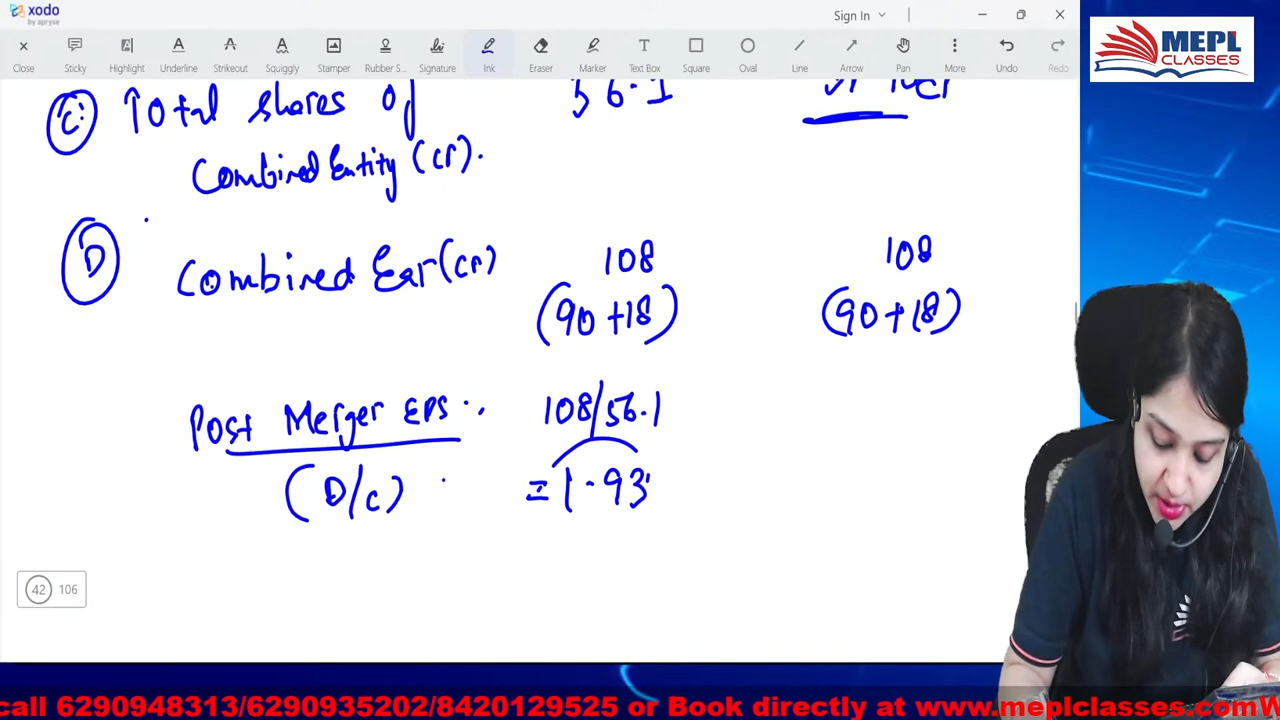 xodo
by apryse
Sign In
MEPL
CLASSES
Close Sticky Highlight Underline Strikeout Squiggly Stamper Rubber Signature Ink Eraser Marker Text Box Square Oval Line Arrow Pan More Undo Redo
C: Total shares of 56.1
Combined Entity (cr).
D Combined Ear (cr) 108 108
(90+18) (90+18)
Post Merger EPS 108/56.1
(D/C) = 1.93
42 106
call 6290948313/6290935202/8420129525 or Book directly at www.meplclasses.comW